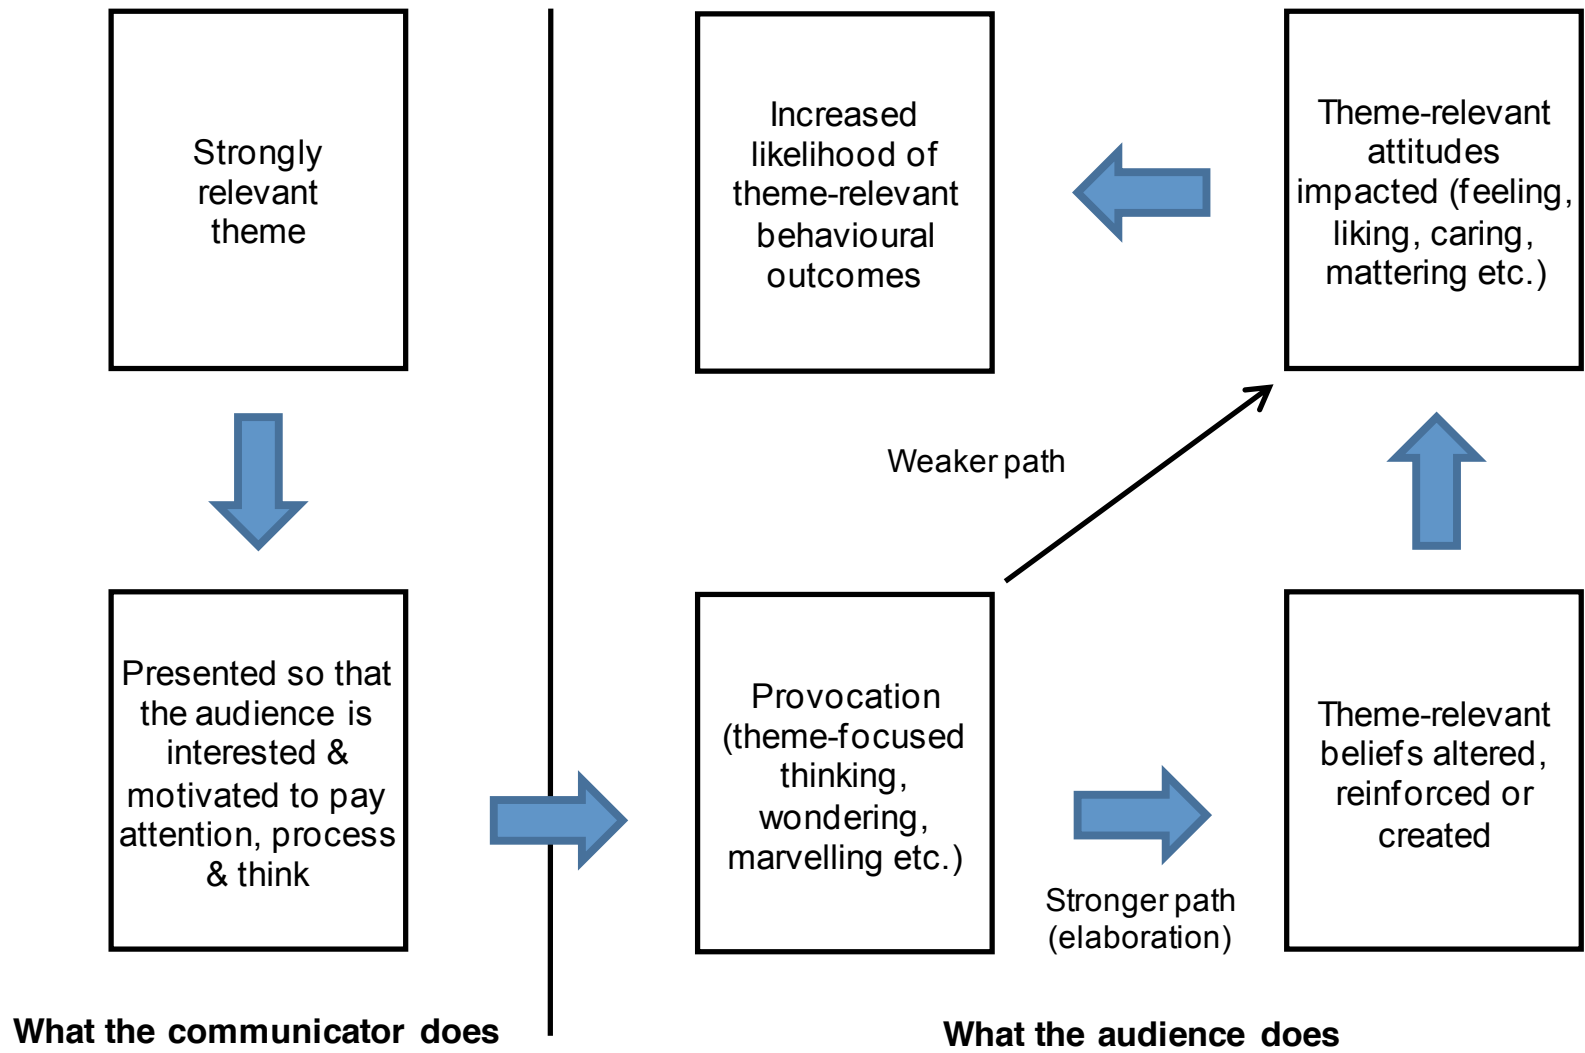 Strongly
relevant
theme
Presented so that
the audience is
interested &
motivated to pay
attention, process
& think
What the communicator does
Increased
likelihood of
theme-relevant
behavioural
outcomes
Theme-relevant
attitudes
impacted (feeling,
liking, caring,
mattering etc.)
Weaker path
Provocation
(theme-focused
thinking,
wondering,
marvelling etc.)
Stronger path
(elaboration)
Theme-relevant
beliefs altered,
reinforced or
created
What the audience does